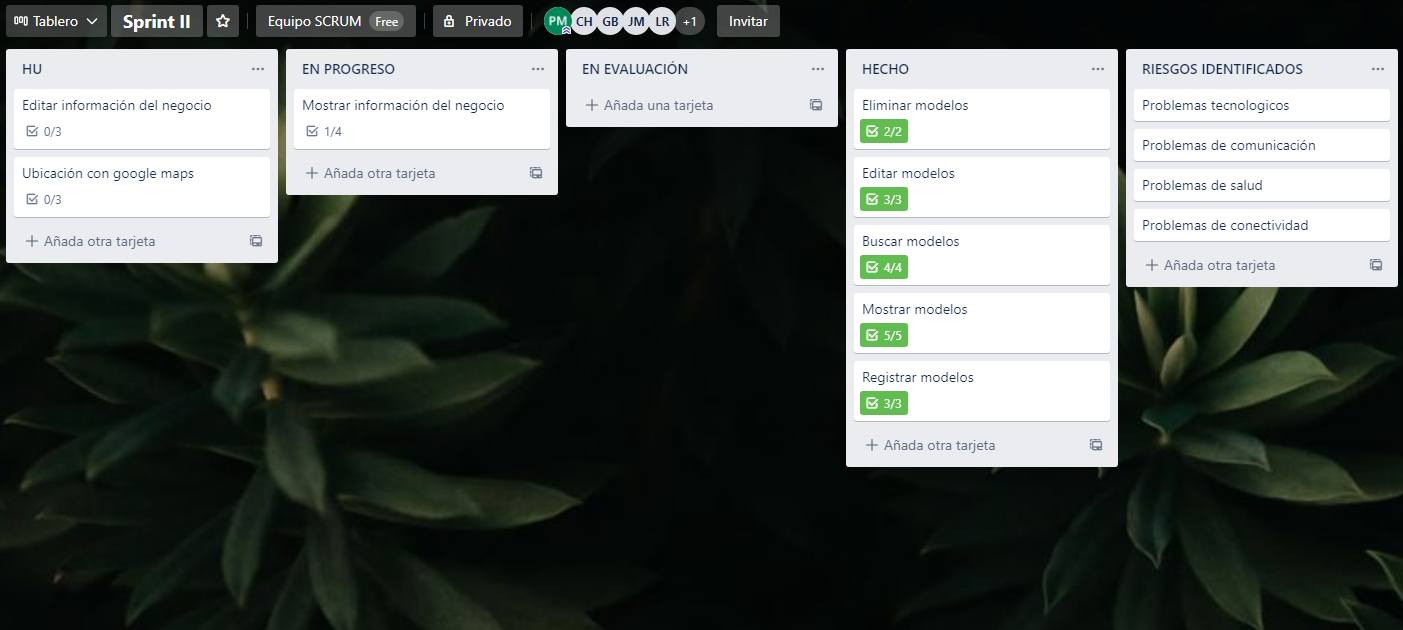 Tablero
Sprint II
Equipo SCRUM Free
Privado
PM CH GB JM LR +1
Invitar
HU
Editar información del negocio
0/3
Ubicación con google maps
0/3
+ Añada otra tarjeta
EN PROGRESO
Mostrar información del negocio
1/4
+ Añada otra tarjeta
EN EVALUACIÓN
+ Añada una tarjeta
HECHO
Eliminar modelos
2/2
Editar modelos
3/3
Buscar modelos
4/4
Mostrar modelos
5/5
Registrar modelos
3/3
+ Añada otra tarjeta
RIESGOS IDENTIFICADOS
Problemas tecnologicos
Problemas de comunicación
Problemas de salud
Problemas de conectividad
+ Añada otra tarjeta